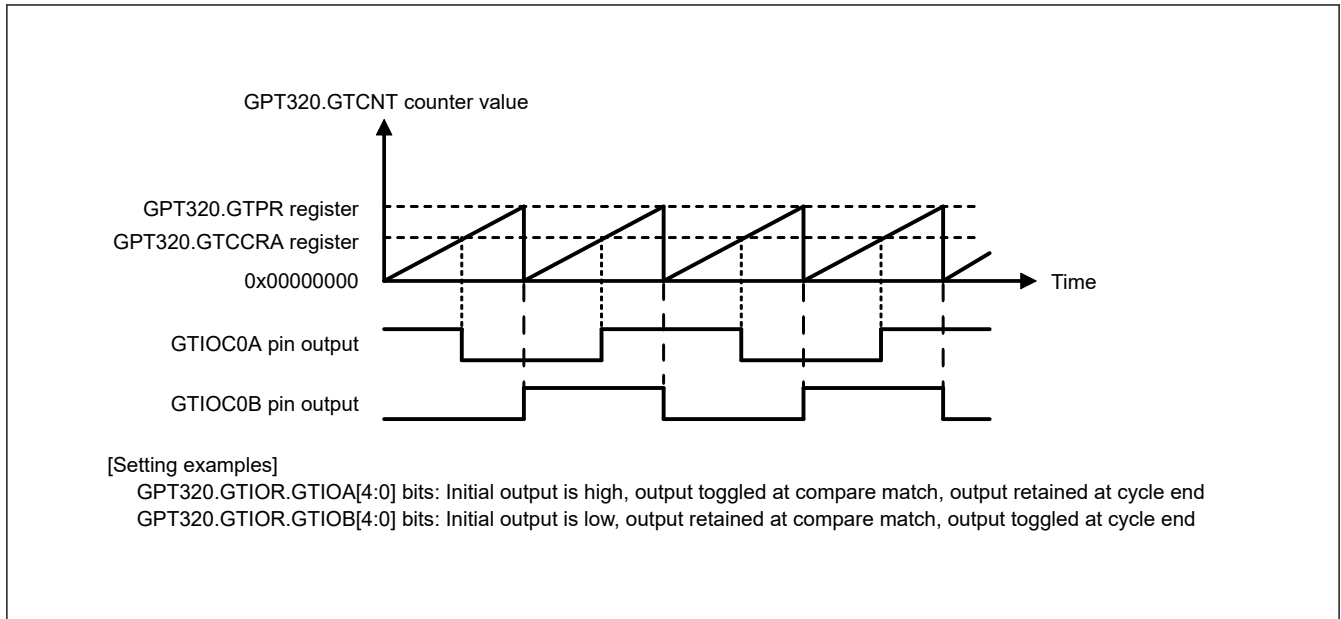 GPT320.GTCNT counter value
GPT320.GTPR register
GPT320.GTCCRA register
0x00000000
Time
GTIOC0A pin output
GTIOC0B pin output
[Setting examples]
GPT320.GTIOR.GTIOA[4:0] bits: Initial output is high, output toggled at compare match, output retained at cycle end
GPT320.GTIOR.GTIOB[4:0] bits: Initial output is low, output retained at compare match, output toggled at cycle end